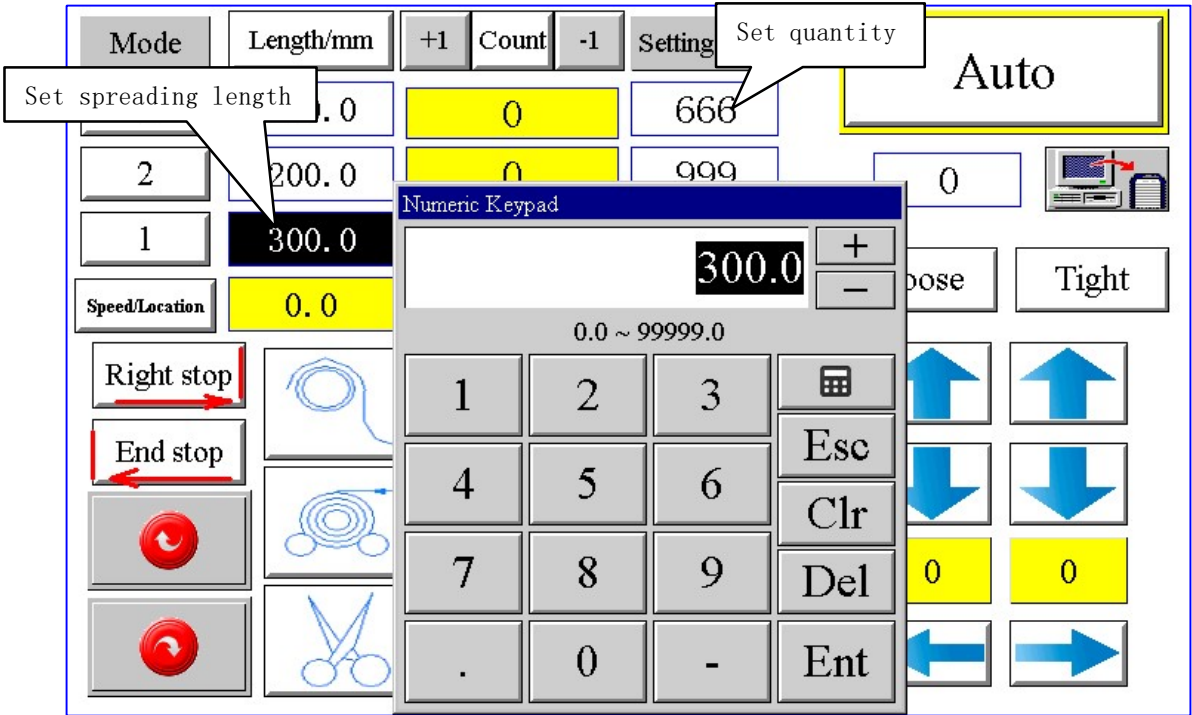 Mode
Length/mm
+1
Count
-1
Setting
Set quantity
Auto
Set spreading length
.0
0
666
2
200.0
0
999
0
Numeric Keypad
1
300.0
300.0
+
-
ose
Tight
Speed/Location
0.0
0.0 ~ 99999.0
Right stop
1
2
3
End stop
Esc
4
5
6
Clr
7
8
9
Del
0
0
.
0
-
Ent